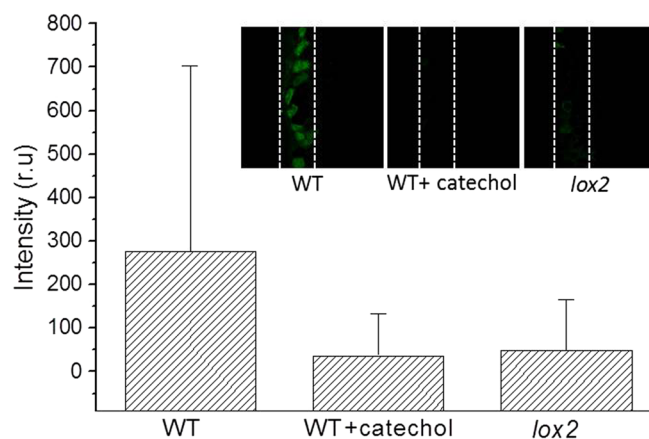 Intensity (r.u)
800
700
600
500
400
300
200
100
0
WT
WT+ catechol
lox2
WT
WT+catechol
lox2